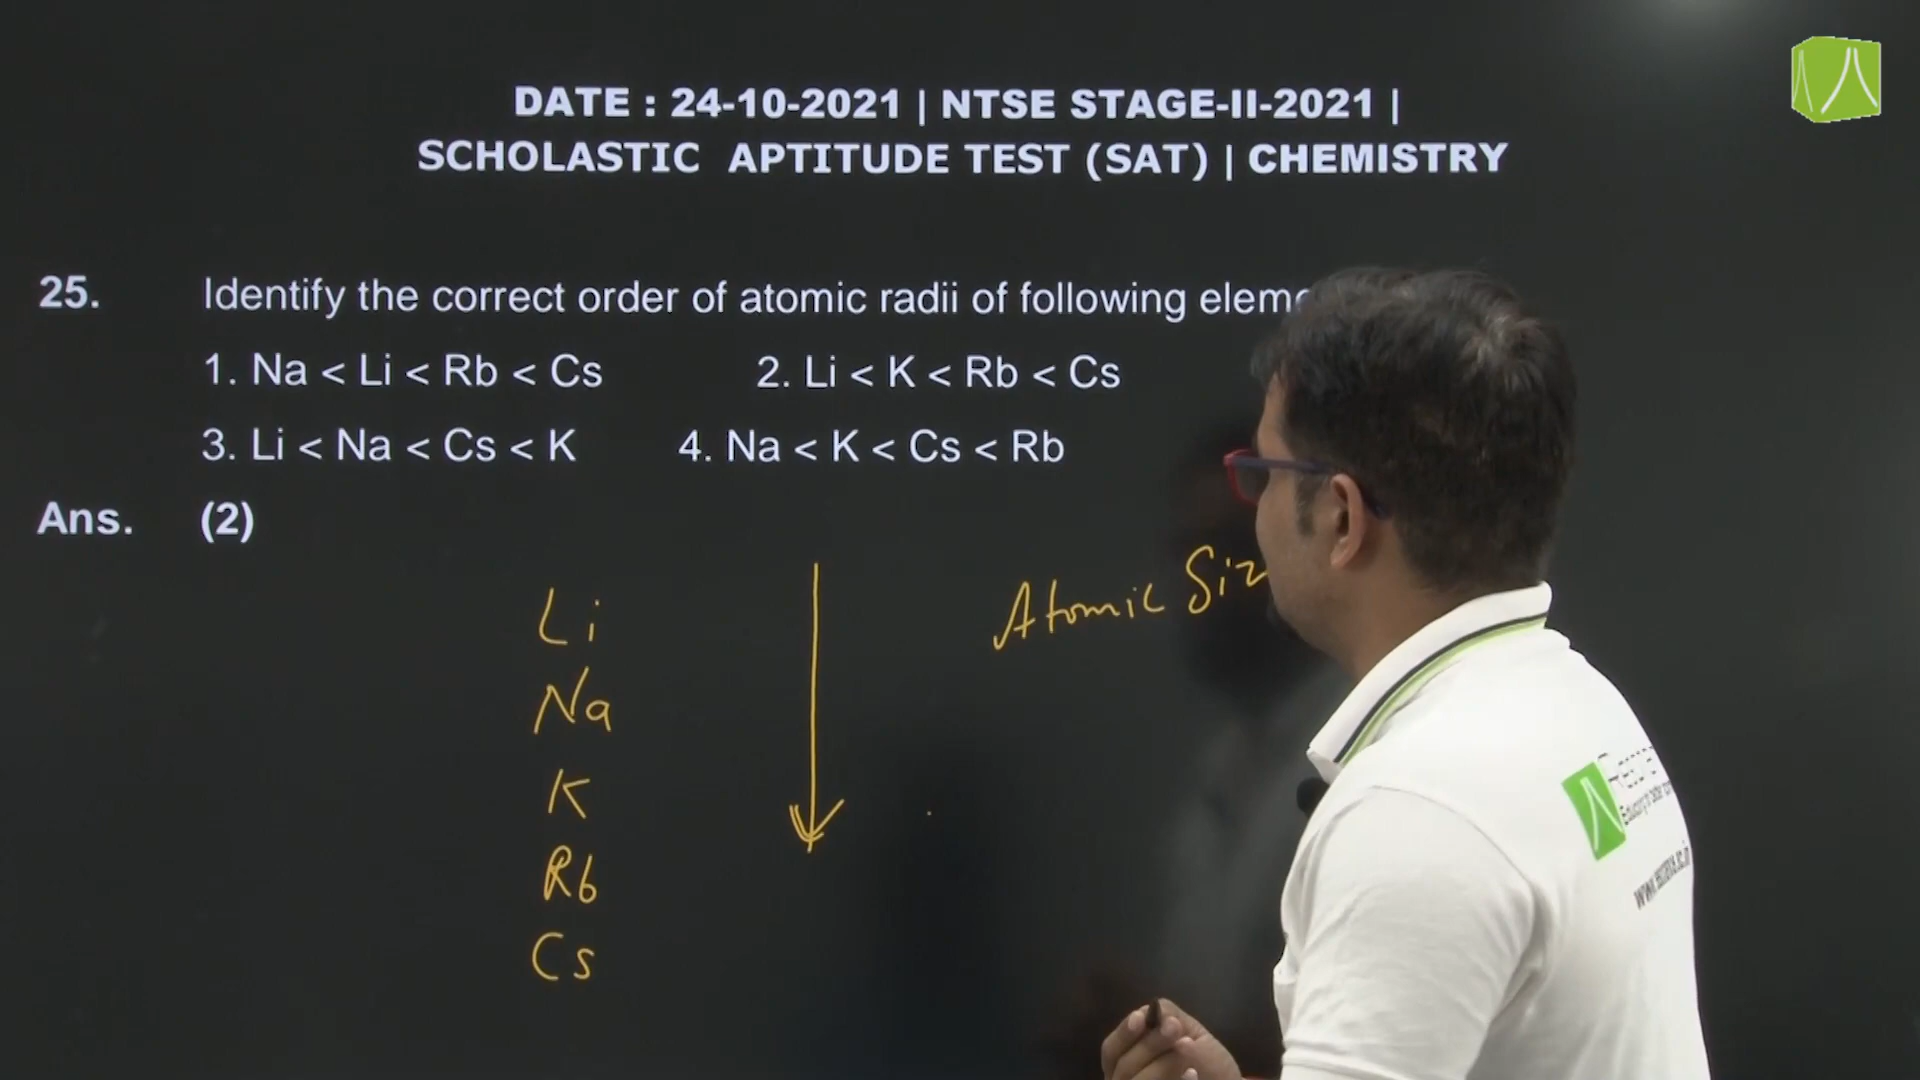 DATE : 24-10-2021 | NTSE STAGE-II-2021 |
SCHOLASTIC APTITUDE TEST (SAT) | CHEMISTRY
25. Identify the correct order of atomic radii of following
1. Na < Li < Rb < Cs 2. Li < K < Rb < Cs
3. Li < Na < Cs < K 4. Na < K < Cs < Rb
Ans. (2)
Li
Na
K
Rb
Cs
Atomic